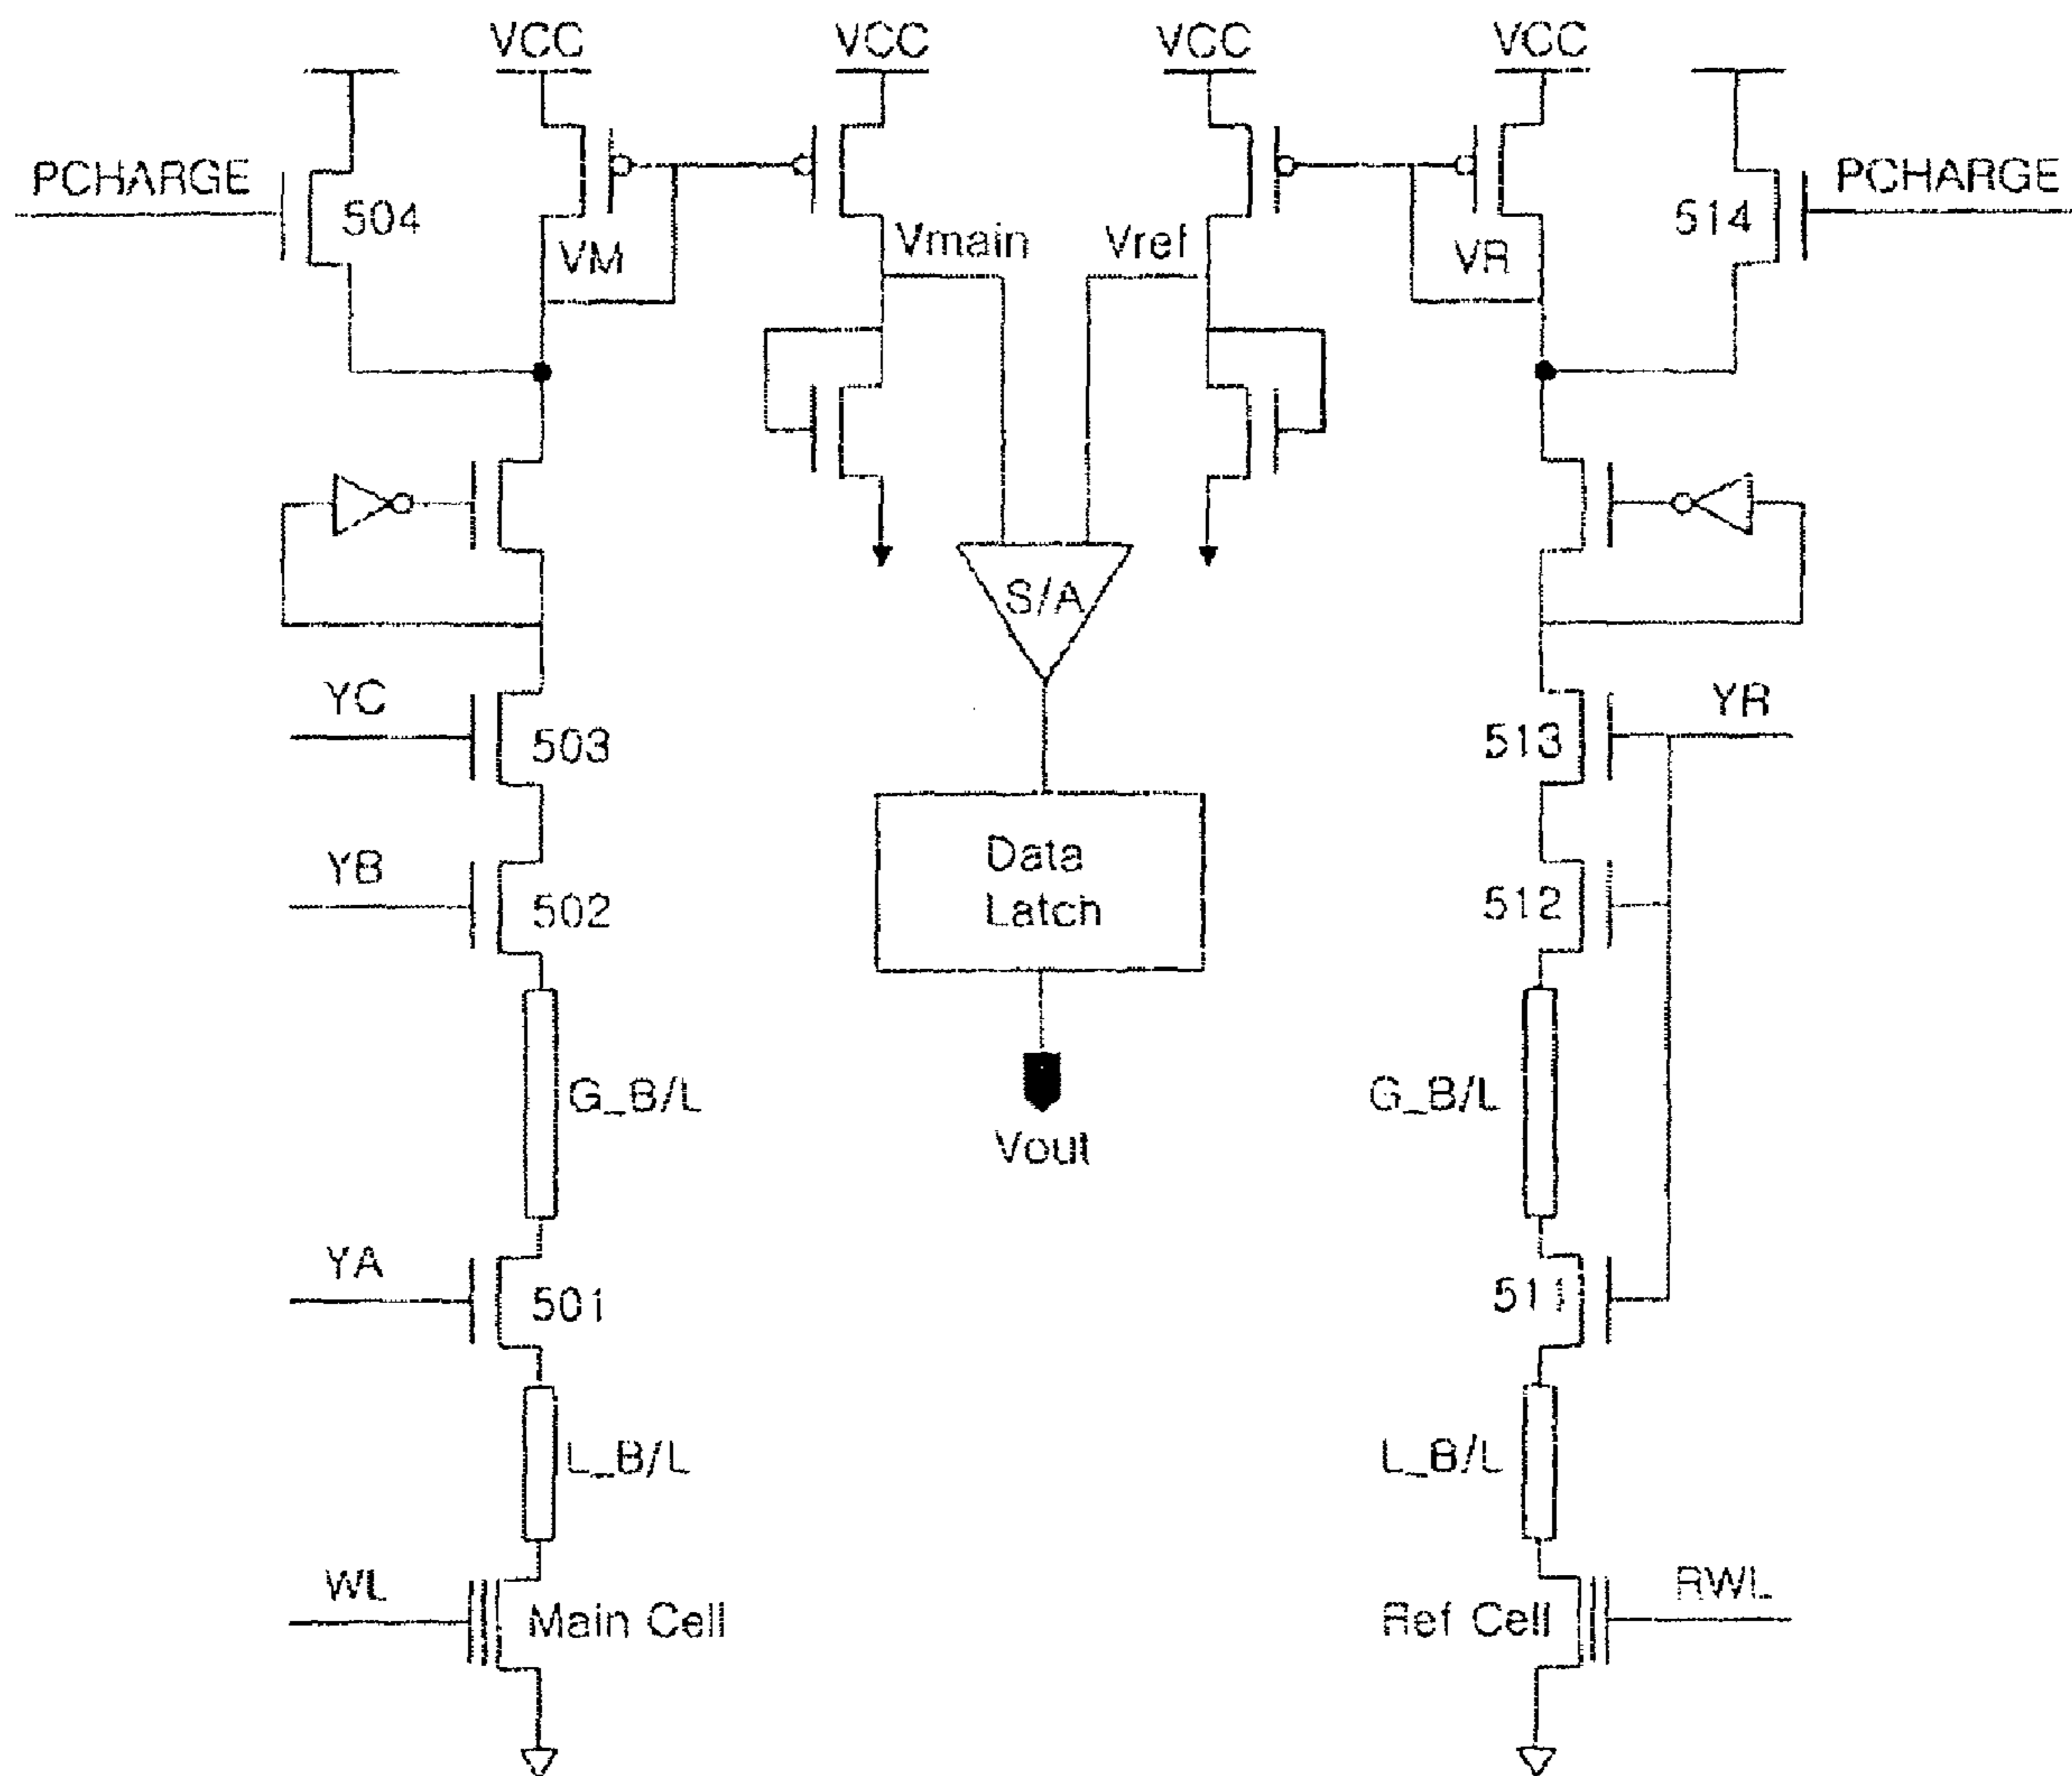 VCC
VCC
VCC
VCC
PCHARGE
504
VM
Vmain
Vref
VR
514
PCHARGE
S/A
YC
503
513
YR
YB
502
Data
Latch
512
G_B/L
G_B/L
Vout
YA
501
511
L_B/L
L_B/L
WL
Main Cell
Ref Cell
RWL